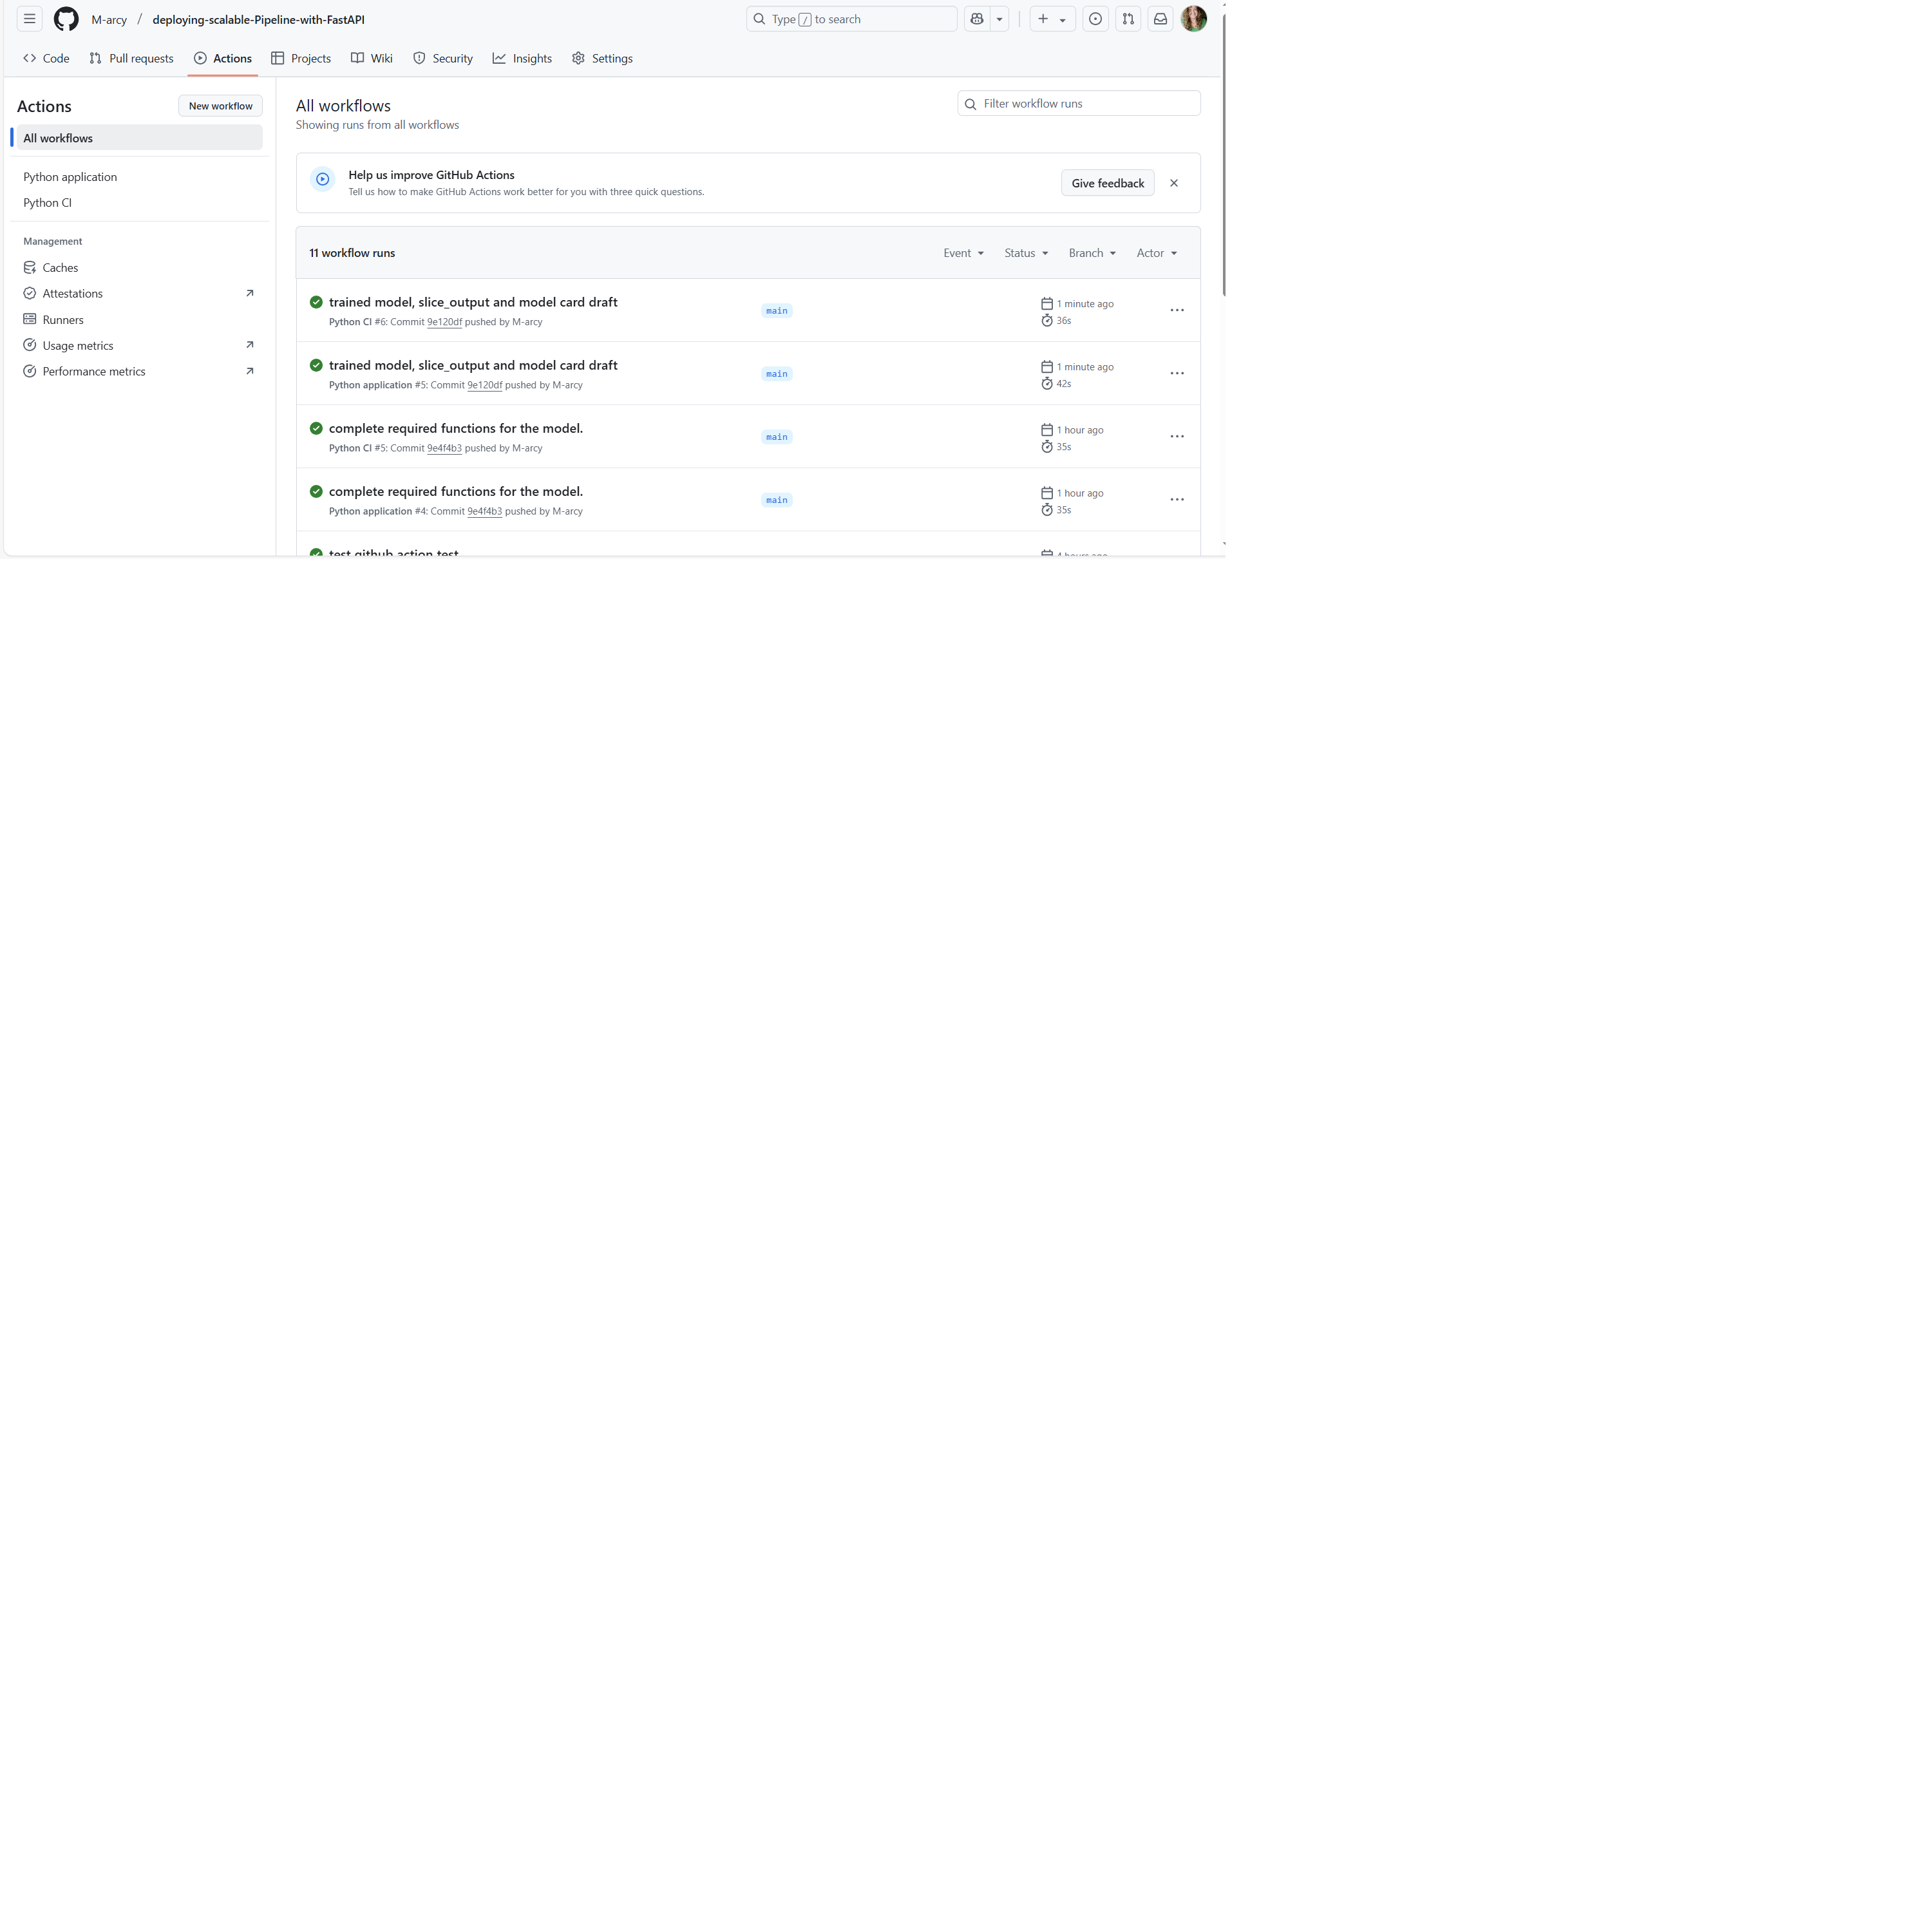 M-arcy / deploying-scalable-Pipeline-with-FastAPI
Type / to search
Code Pull requests Actions Projects Wiki Security Insights Settings
Actions
New workflow
All workflows
Python application
Python CI
Management
Caches
Attestations
Runners
Usage metrics
Performance metrics
All workflows
Showing runs from all workflows
Filter workflow runs
Help us improve GitHub Actions
Tell us how to make GitHub Actions work better for you with three quick questions.
Give feedback
11 workflow runs
Event Status Branch Actor
trained model, slice_output and model card draft
Python CI #6: Commit 9e120df pushed by M-arcy
main
1 minute ago
36s
trained model, slice_output and model card draft
Python application #5: Commit 9e120df pushed by M-arcy
main
1 minute ago
42s
complete required functions for the model.
Python CI #5: Commit 9e4f4b3 pushed by M-arcy
main
1 hour ago
35s
complete required functions for the model.
Python application #4: Commit 9e4f4b3 pushed by M-arcy
main
1 hour ago
35s
test github action test
4 hours ago